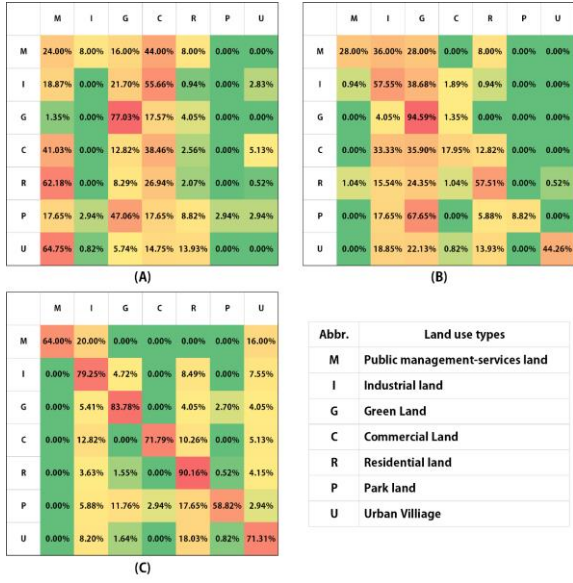 M I G C R P U
M 24.00% 8.00% 16.00% 44.00% 8.00% 0.00% 0.00%
I 18.87% 0.00% 21.70% 55.66% 0.94% 0.00% 2.83%
G 1.35% 0.00% 77.03% 17.57% 4.05% 0.00% 0.00%
C 41.03% 0.00% 12.82% 38.46% 2.56% 0.00% 5.13%
R 62.18% 0.00% 8.29% 26.94% 2.07% 0.00% 0.52%
P 17.65% 2.94% 47.06% 17.65% 8.82% 2.94% 2.94%
U 64.75% 0.82% 5.74% 14.75% 13.93% 0.00% 0.00%
(A)
M I G C R P U
M 28.00% 36.00% 28.00% 0.00% 8.00% 0.00% 0.00%
I 0.94% 57.55% 38.68% 1.89% 0.94% 0.00% 0.00%
G 0.00% 4.05% 94.59% 1.35% 0.00% 0.00% 0.00%
C 0.00% 33.33% 35.90% 17.95% 12.82% 0.00% 0.00%
R 1.04% 15.54% 24.35% 1.04% 57.51% 0.00% 0.52%
P 0.00% 17.65% 67.65% 0.00% 5.88% 8.82% 0.00%
U 0.00% 18.85% 22.13% 0.82% 13.93% 0.00% 44.26%
(B)
M I G C R P U
M 64.00% 20.00% 0.00% 0.00% 0.00% 0.00% 16.00%
I 0.00% 79.25% 4.72% 0.00% 8.49% 0.00% 7.55%
G 0.00% 5.41% 83.78% 0.00% 4.05% 2.70% 4.05%
C 0.00% 12.82% 0.00% 71.79% 10.26% 0.00% 5.13%
R 0.00% 3.63% 1.55% 0.00% 90.16% 0.52% 4.15%
P 0.00% 5.88% 11.76% 2.94% 17.65% 58.82% 2.94%
U 0.00% 8.20% 1.64% 0.00% 18.03% 0.82% 71.31%
(C)
Abbr. Land use types
M Public management-services land
I Industrial land
G Green Land
C Commercial Land
R Residential land
P Park land
U Urban Villiage